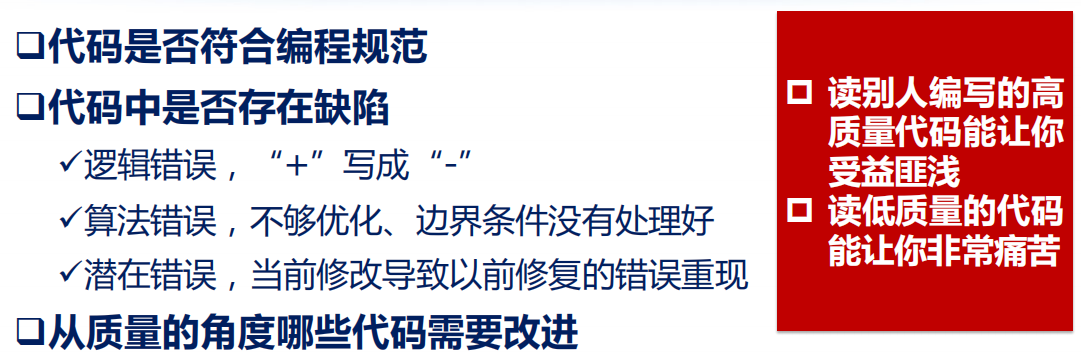 ❑代码是否符合编程规范
❑代码中是否存在缺陷
✓逻辑错误，“+”写成“-”
✓算法错误，不够优化、边界条件没有处理好
✓潜在错误，当前修改导致以前修复的错误重现
❑从质量的角度哪些代码需要改进
❑ 读别人编写的高
质量代码能让你
受益匪浅
❑ 读低质量的代码
能让你非常痛苦